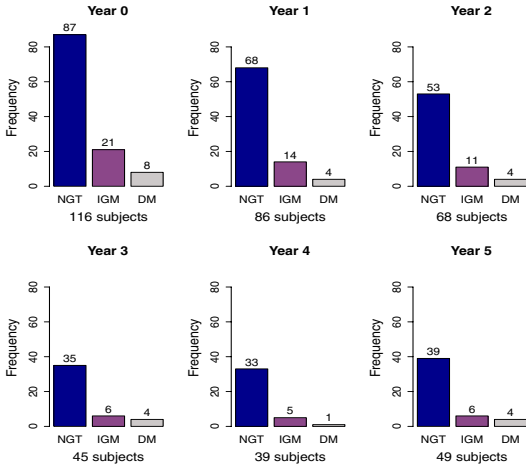 Year 0
Frequency
0 20 40 60 80
87
21
8
NGT IGM DM
116 subjects
Year 1
Frequency
0 20 40 60 80
68
14
4
NGT IGM DM
86 subjects
Year 2
Frequency
0 20 40 60 80
53
11
4
NGT IGM DM
68 subjects
Year 3
Frequency
0 20 40 60 80
35
6
4
NGT IGM DM
45 subjects
Year 4
Frequency
0 20 40 60 80
33
5
1
NGT IGM DM
39 subjects
Year 5
Frequency
0 20 40 60 80
39
6
4
NGT IGM DM
49 subjects